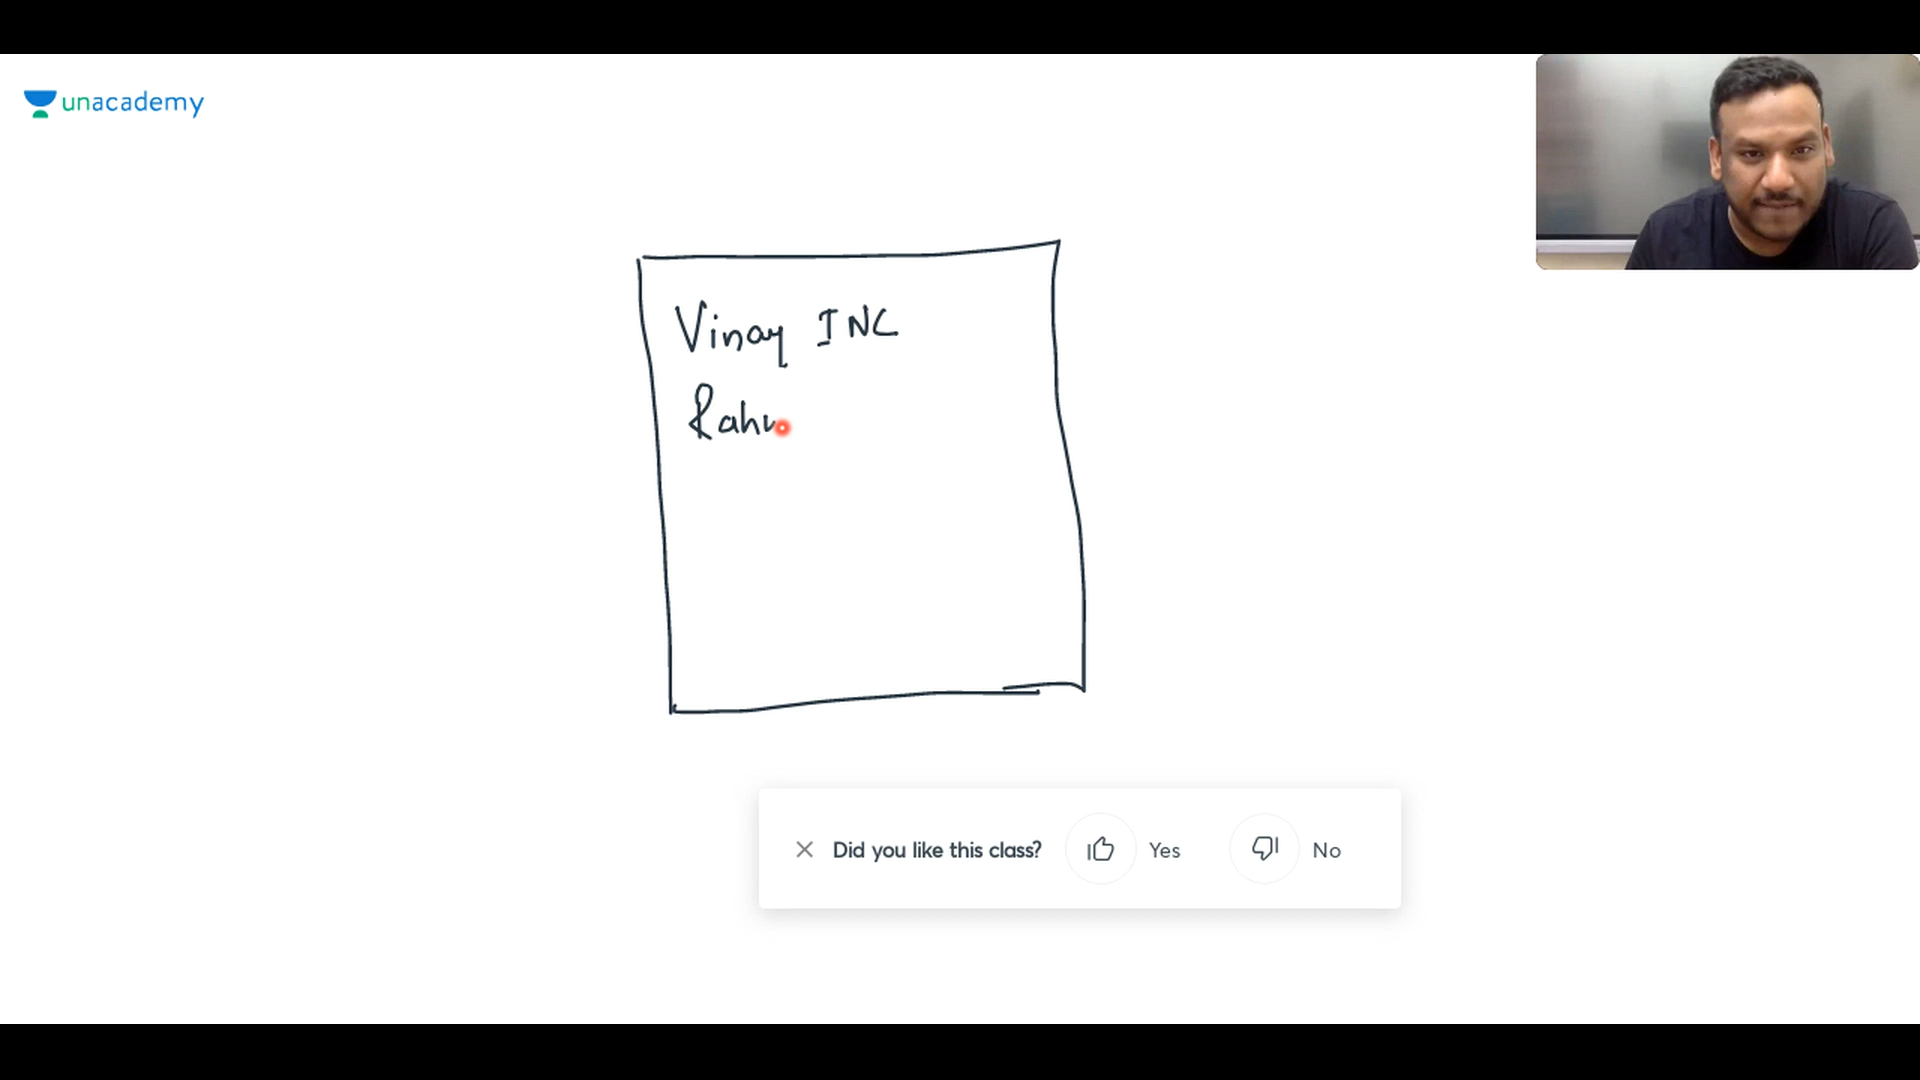 unacademy
Vinay INC
Rahu
Did you like this class?
Yes
No